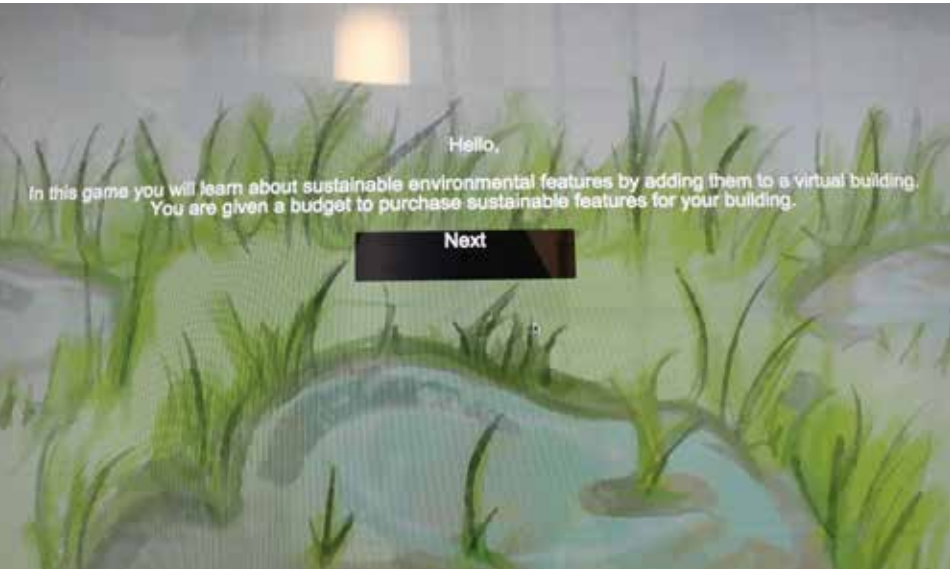 Hello,
In this game you will learn about sustainable environmental features by adding them to a virtual building.
You are given a budget to purchase sustainable features for your building.
Next